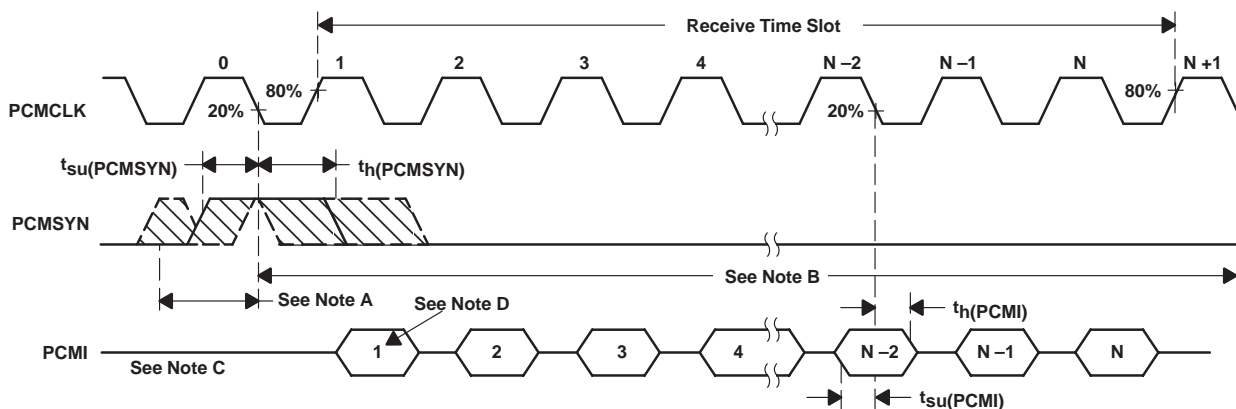 Receive Time Slot
0 1 2 3 4 N –2 N –1 N N +1
80% 80%
PCMCLK 20% 20%
tsu(PCMSYN) th(PCMSYN)
PCMSYN
See Note B
See Note A See Note D th(PCMI)
PCMI 1 2 3 4 N –2 N –1 N
See Note C
tsu(PCMI)